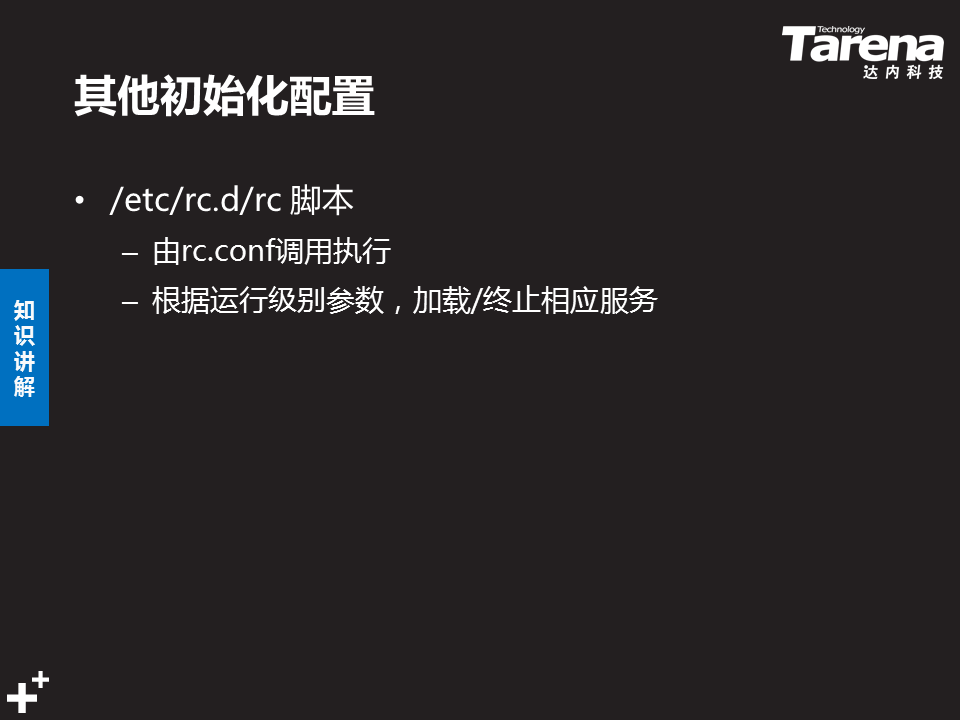 Technology
Tarena
达内科技
其他初始化配置
• /etc/rc.d/rc 脚本
– 由rc.conf调用执行
– 根据运行级别参数，加载/终止相应服务
知识讲解